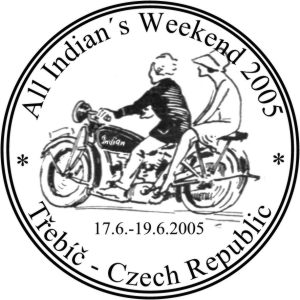 All Indian´s Weekend 2005
Indian
17.6.-19.6.2005
* Třebíč - Czech Republic *